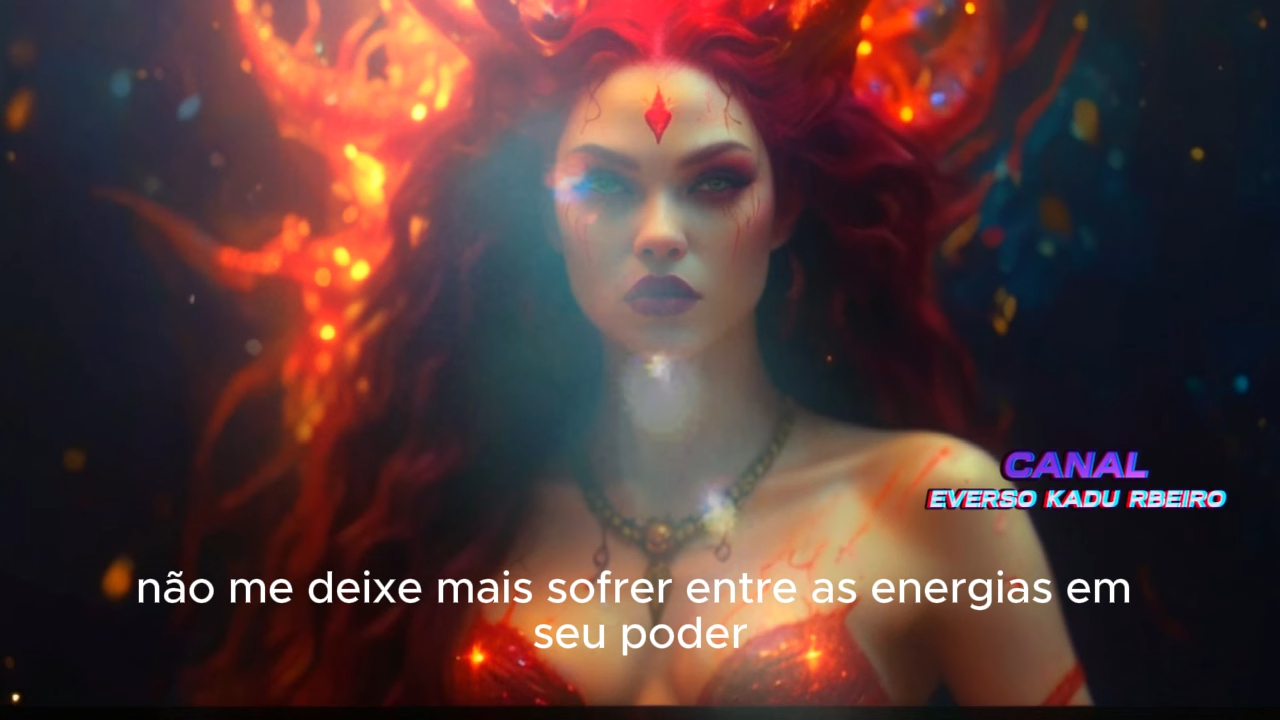 CANAL
EVERSO KADU RBEIRO
não me deixe mais sofrer entre as energias em
seu poder